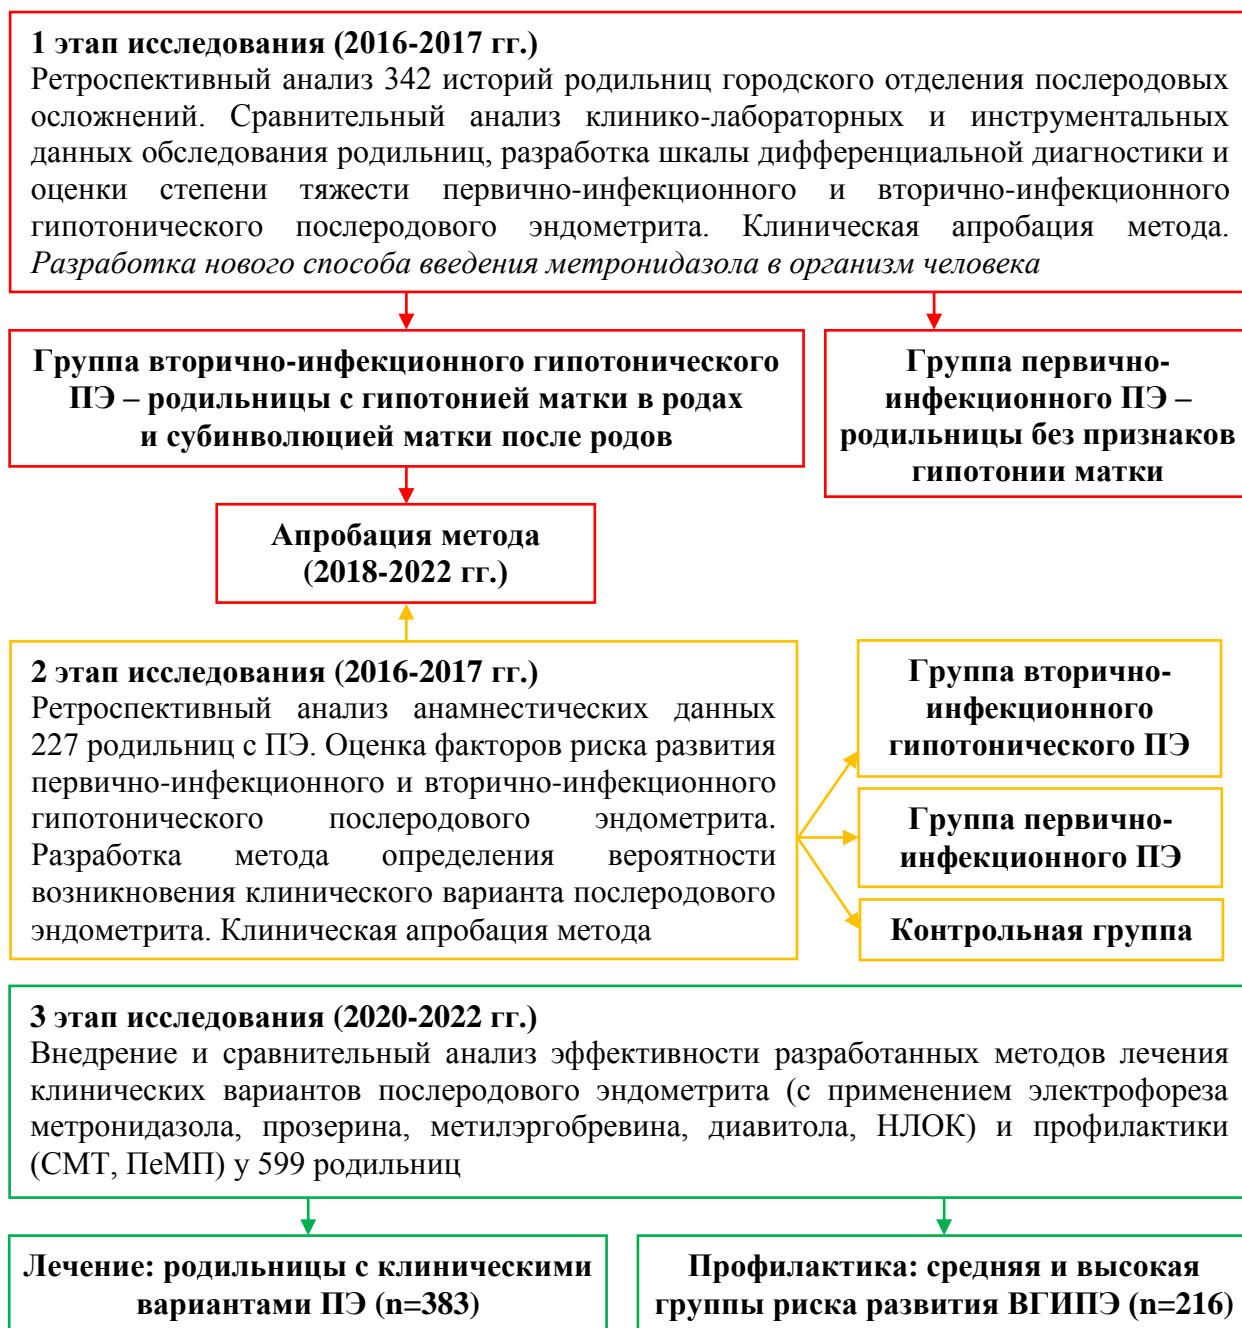 1 этап исследования (2016-2017 гг.)
Ретроспективный анализ 342 историй родильниц городского отделения послеродовых
осложнений. Сравнительный анализ клинико-лабораторных и инструментальных
данных обследования родильниц, разработка шкалы дифференциальной диагностики и
оценки степени тяжести первично-инфекционного и вторично-инфекционного
гипотонического послеродового эндометрита. Клиническая апробация метода.
Разработка нового способа введения метронидазола в организм человека
Группа вторично-инфекционного гипотонического
ПЭ – родильницы с гипотонией матки в родах
и субинволюцией матки после родов
Группа первично-
инфекционного ПЭ –
родильницы без признаков
гипотонии матки
Апробация метода
(2018-2022 гг.)
2 этап исследования (2016-2017 гг.)
Ретроспективный анализ анамнестических данных
227 родильниц с ПЭ. Оценка факторов риска развития
первично-инфекционного и вторично-инфекционного
гипотонического послеродового эндометрита.
Разработка метода определения вероятности
возникновения клинического варианта послеродового
эндометрита. Клиническая апробация метода
Группа вторично-
инфекционного
гипотонического ПЭ
Группа первично-
инфекционного ПЭ
Контрольная группа
3 этап исследования (2020-2022 гг.)
Внедрение и сравнительный анализ эффективности разработанных методов лечения
клинических вариантов послеродового эндометрита (с применением электрофореза
метронидазола, прозерина, метилэргобревина, диавитола, НЛОК) и профилактики
(СМТ, ПеМП) у 599 родильниц
Лечение: родильницы с клиническими
вариантами ПЭ (n=383)
Профилактика: средняя и высокая
группы риска развития ВГИПЭ (n=216)